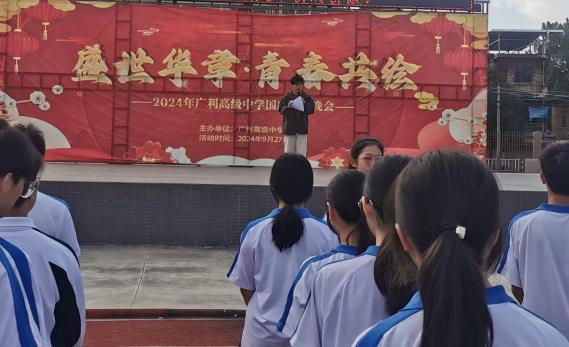 盛世华章·青春共绘
2024年广利高级中学国 晚会
主办单位：广利高级中学
活动时间：2024年9月27